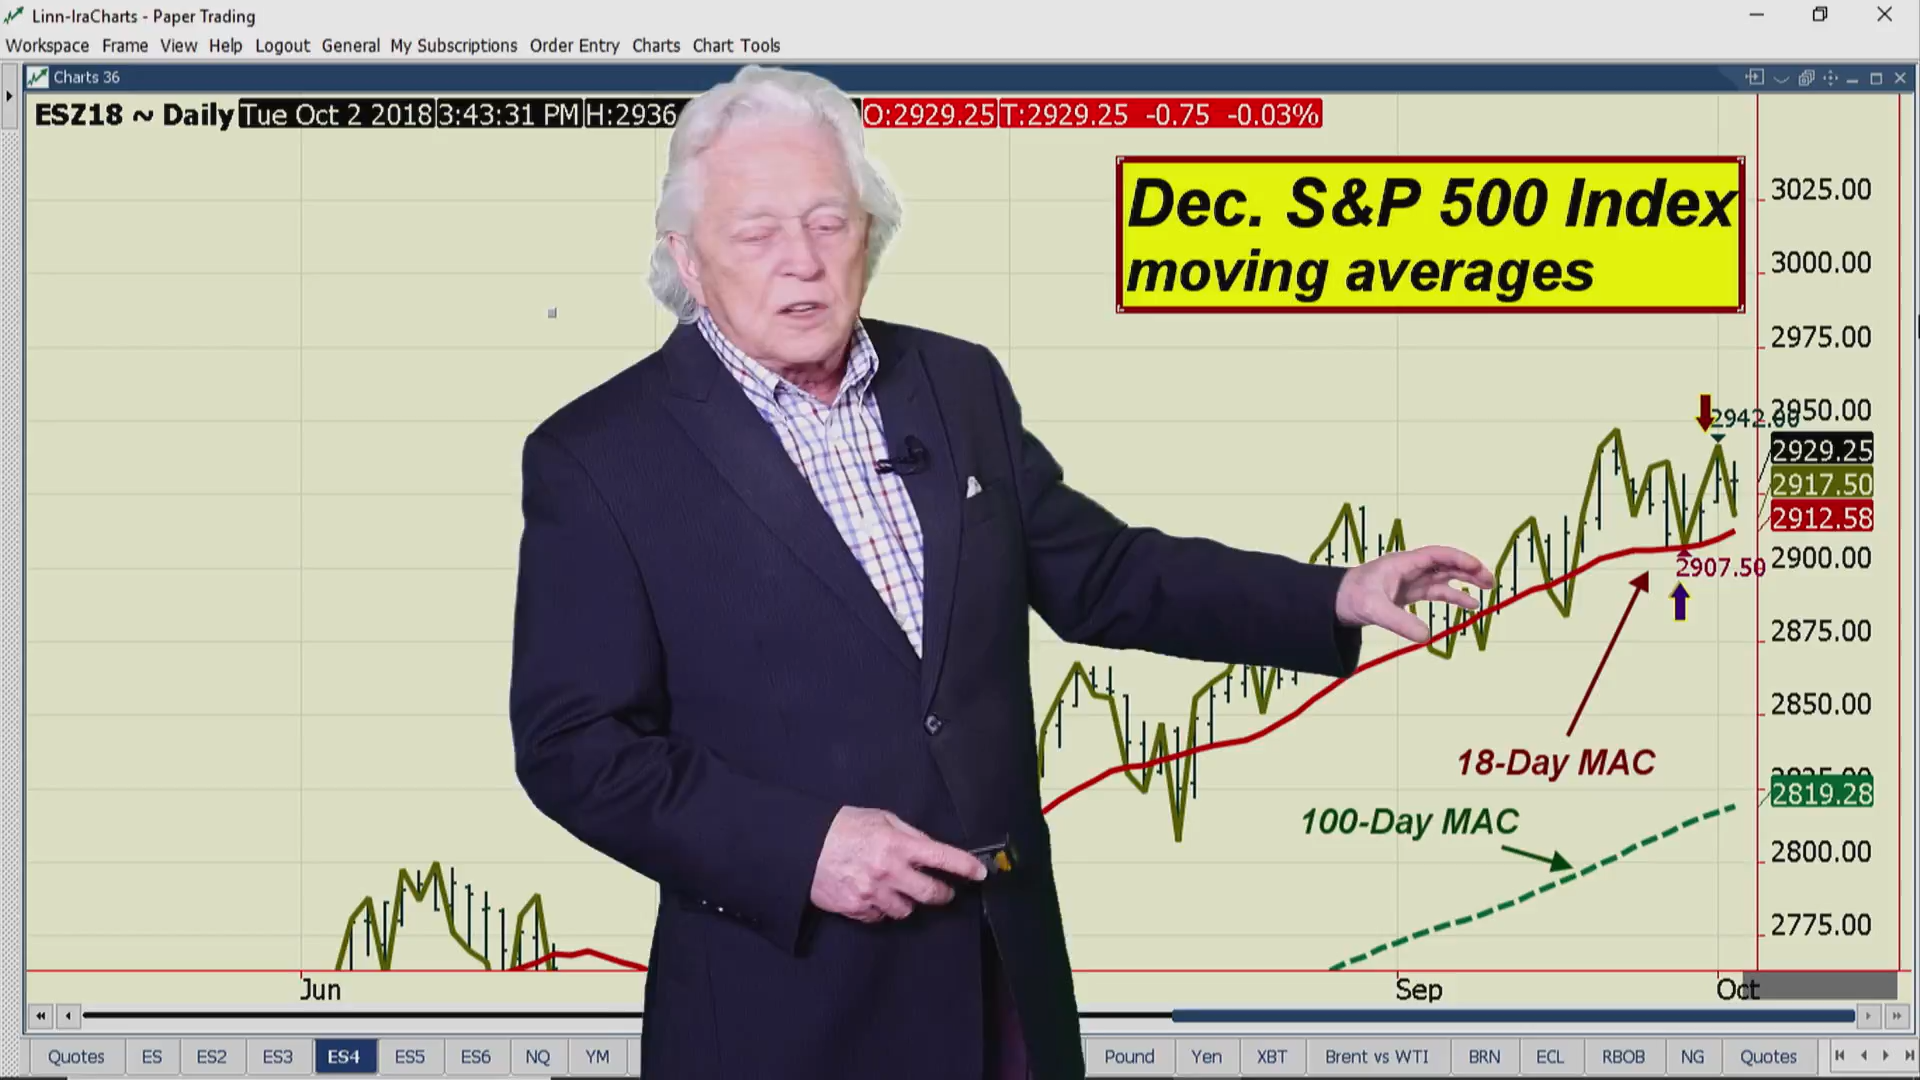 Linn-IraCharts - Paper Trading
Workspace Frame View Help Logout General My Subscriptions Order Entry Charts Chart Tools
Charts 36
ESZ18 ~ Daily Tue Oct 2 2018 3:43:31 PM H:2936 O:2929.25 T:2929.25 -0.75 -0.03%
Dec. S&P 500 Index
moving averages
3025.00
3000.00
2975.00
2950.00
2942.00
2929.25
2917.50
2912.58
2900.00
2907.50
2875.00
2850.00
18-Day MAC
2825.00
2819.28
100-Day MAC
2800.00
2775.00
Jun Sep Oct
Quotes ES ES2 ES3 ES4 ES5 ES6 NQ YM Pound Yen XBT Brent vs WTI BRN ECL RBOB NG Quotes